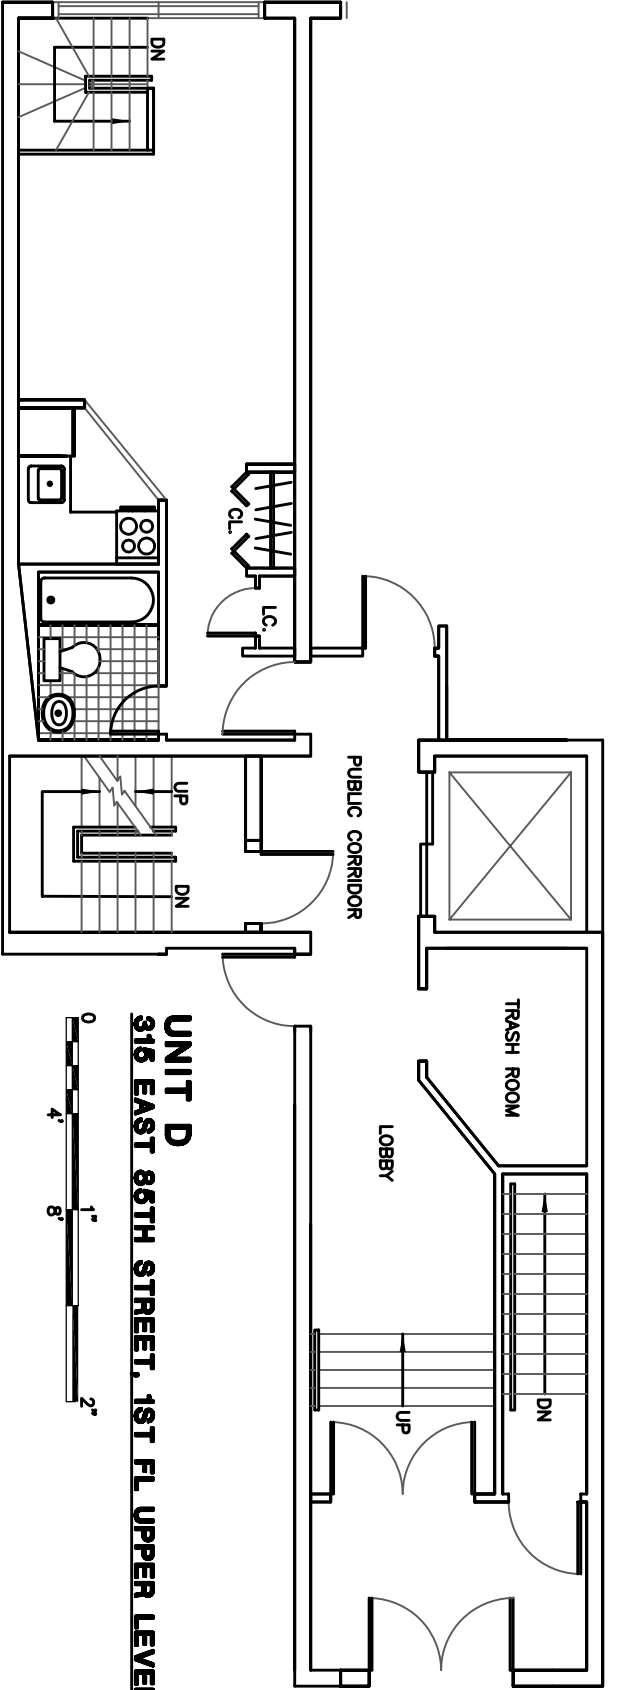 DN
CL.
LC.
UP
DN
PUBLIC CORRIDOR
TRASH ROOM
LOBBY
UP
DN
UNIT D
315 EAST 85TH STREET, 1ST FL UPPER LEVEL
0 1" 2"
4' 8'